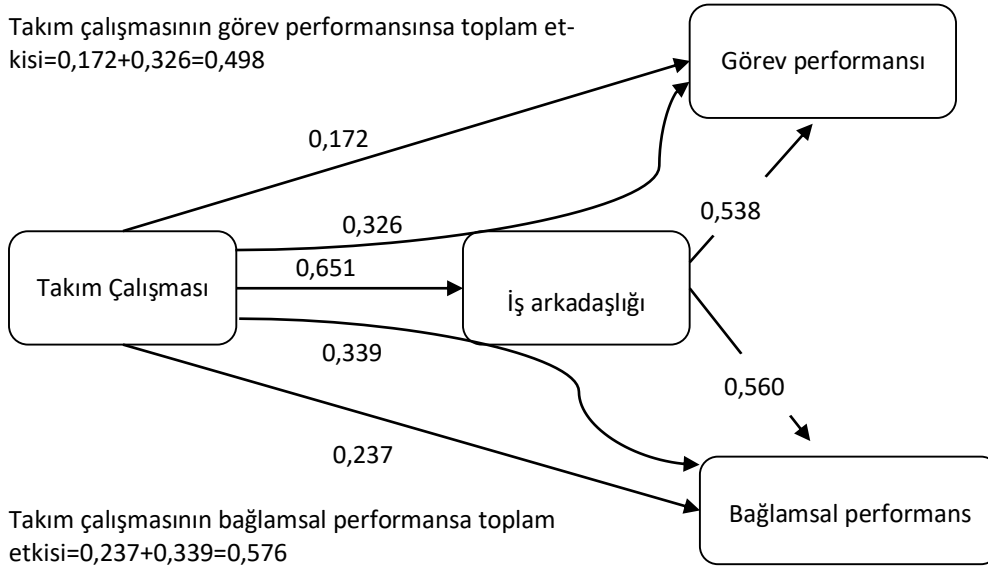 Takım çalışmasının görev performansınsa toplam et-
kisi=0,172+0,326=0,498
Görev performansı
0,172
0,538
0,326
0,651
Takım Çalışması
İş arkadaşlığı
0,339
0,560
0,237
Bağlamsal performans
Takım çalışmasının bağlamsal performansa toplam
etkisi=0,237+0,339=0,576